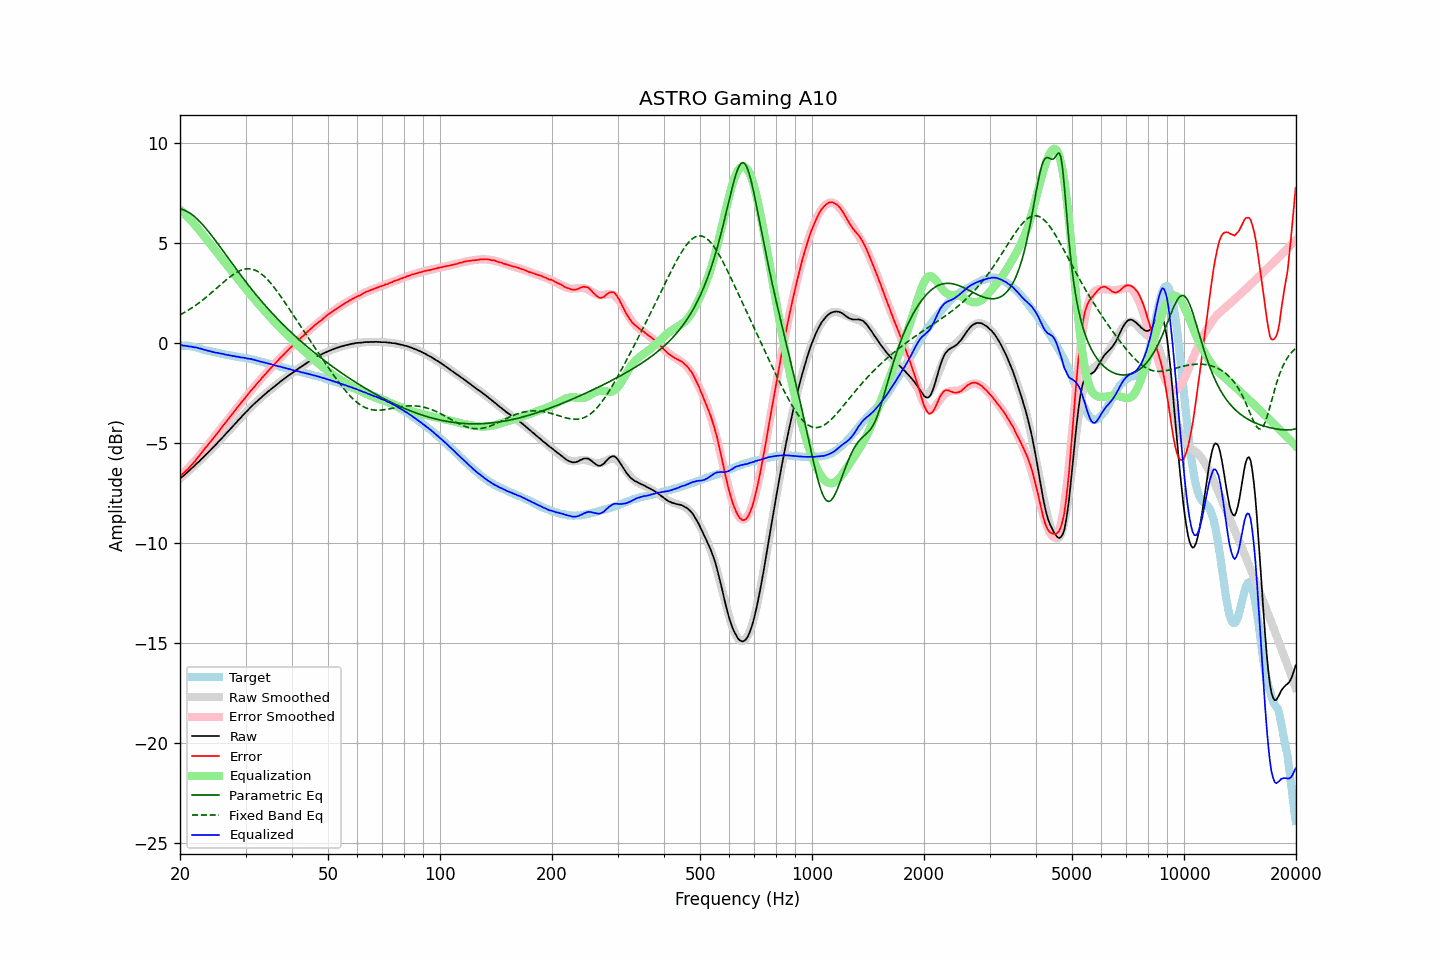 ASTRO Gaming A10
Amplitude (dBr)
10
5
0
−5
−10
−15
−20
−25
Target
Raw Smoothed
Error Smoothed
Raw
Error
Equalization
Parametric Eq
Fixed Band Eq
Equalized
20 50 100 200 500 1000 2000 5000 10000 20000
Frequency (Hz)